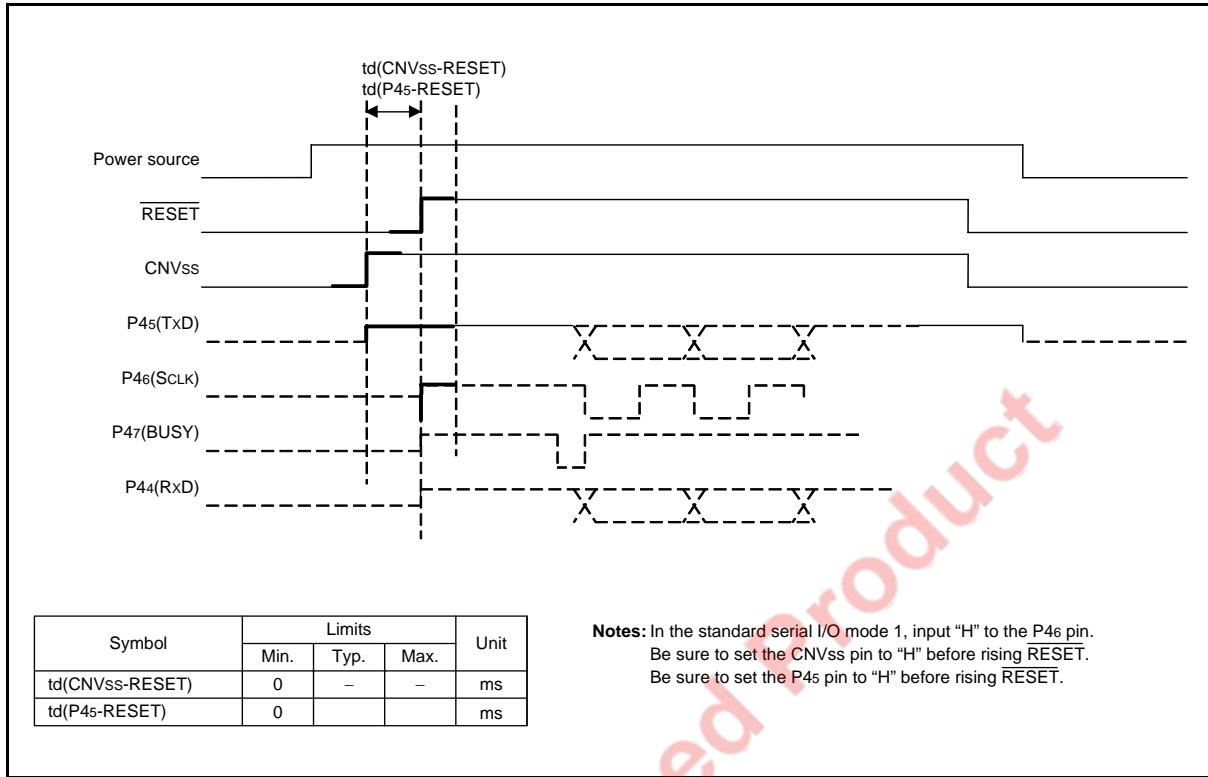 td(CNVss-RESET)
td(P45-RESET)
Power source
RESET
CNVss
P45(TxD)
P46(SCLK)
P47(BUSY)
P44(RxD)
Symbol Limits Unit
Min. Typ. Max.
td(CNVss-RESET) 0 – – ms
td(P45-RESET) 0 ms
Notes: In the standard serial I/O mode 1, input “H” to the P46 pin.
Be sure to set the CNVss pin to “H” before rising RESET.
Be sure to set the P45 pin to “H” before rising RESET.
ed Product